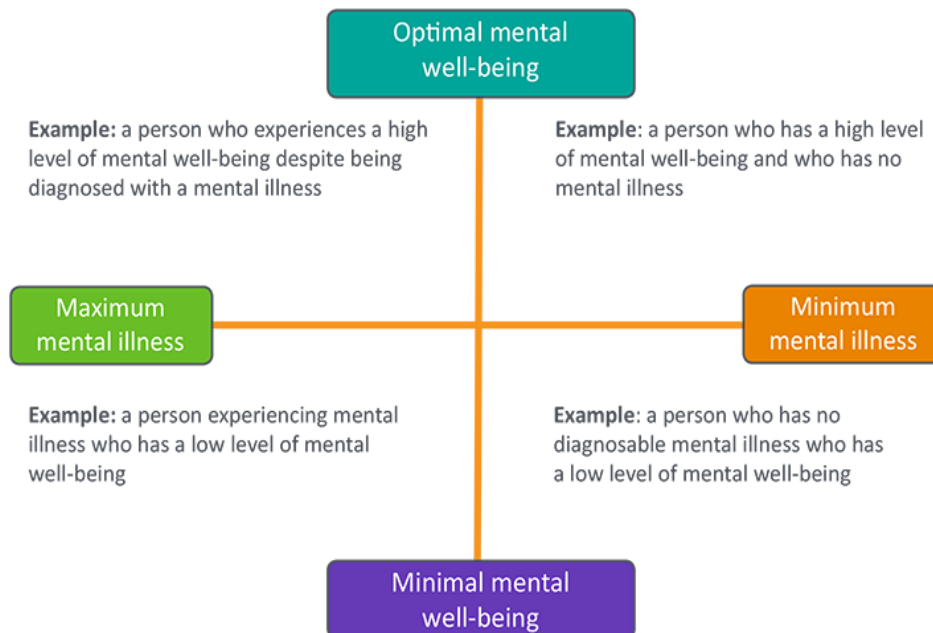 Optimal mental
well-being
Example: a person who experiences a high
level of mental well-being despite being
diagnosed with a mental illness
Example: a person who has a high level
of mental well-being and who has no
mental illness
Maximum
mental illness
Minimum
mental illness
Example: a person experiencing mental
illness who has a low level of mental
well-being
Example: a person who has no
diagnosable mental illness who has
a low level of mental well-being
Minimal mental
well-being